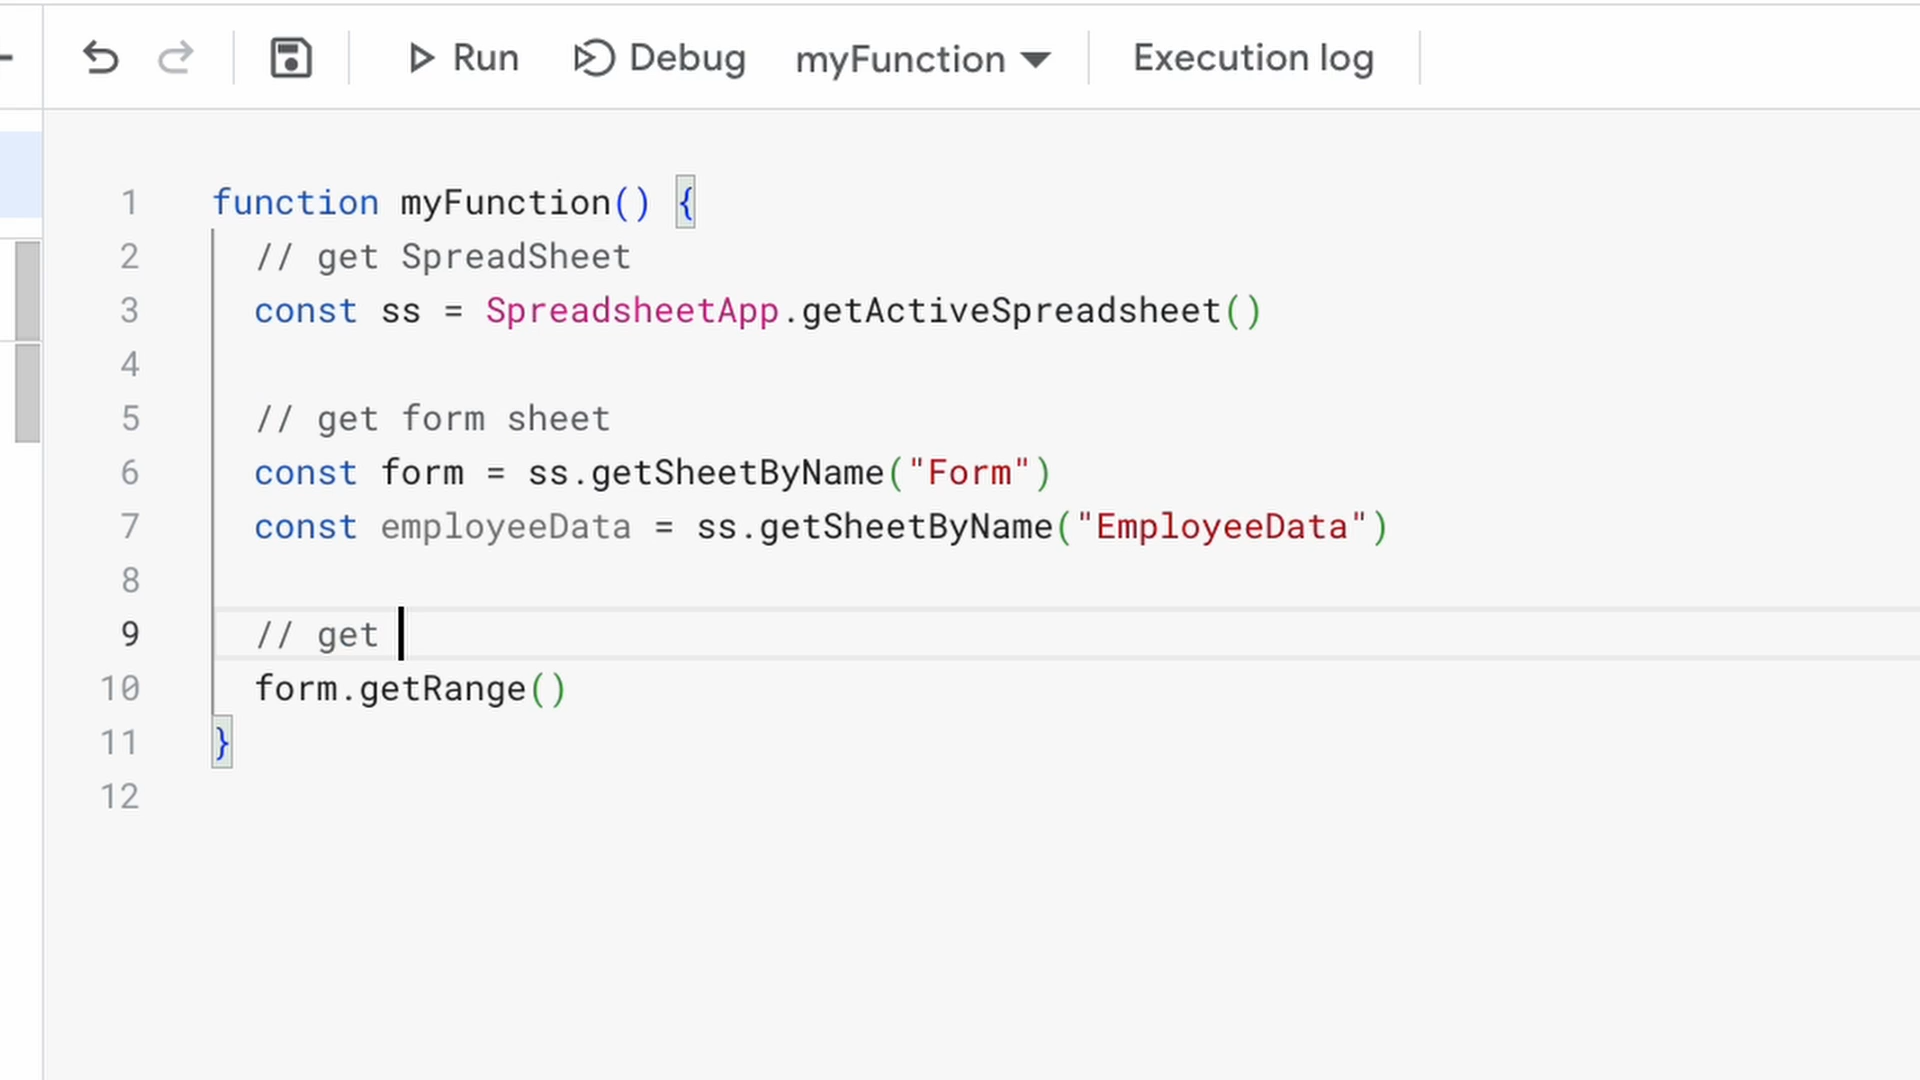 Run Debug myFunction Execution log
1 function myFunction() {
2 // get SpreadSheet
3 const ss = SpreadsheetApp.getActiveSpreadsheet()
4
5 // get form sheet
6 const form = ss.getSheetByName("Form")
7 const employeeData = ss.getSheetByName("EmployeeData")
8
9 // get
10 form.getRange()
11 }
12